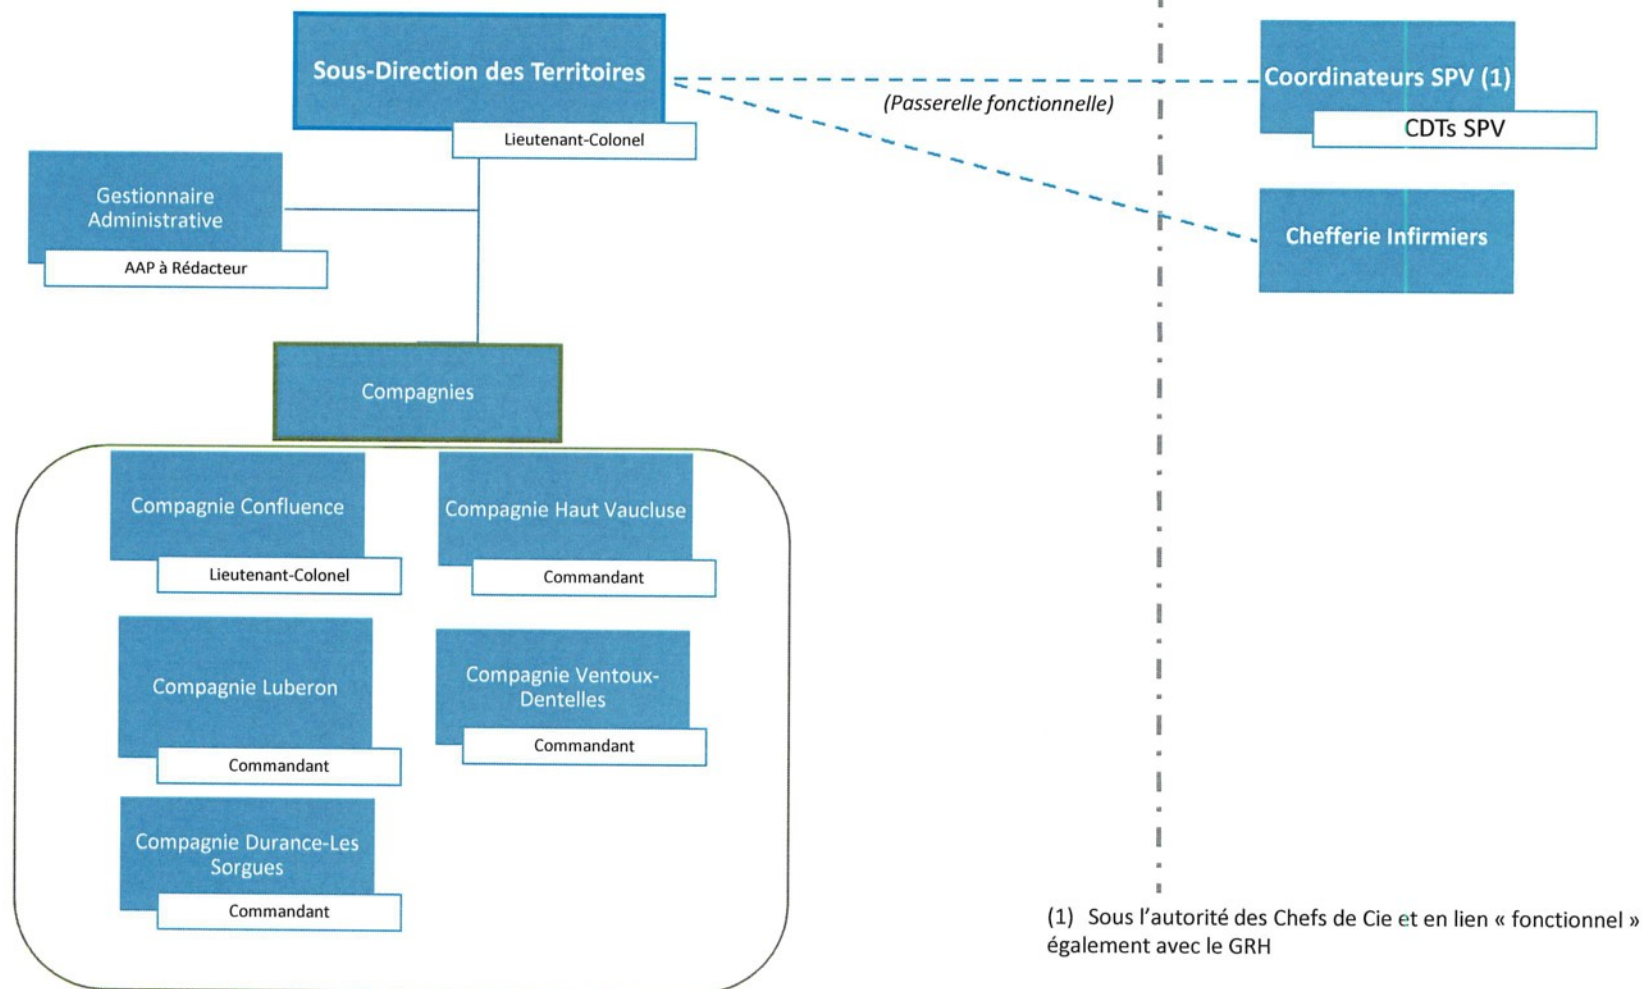 Sous-Direction des Territoires
Lieutenant-Colonel
(Passerelle fonctionnelle)
Coordinateurs SPV (1)
CDTs SPV
Gestionnaire
Administrative
AAP à Rédacteur
Chefferie Infirmiers
Compagnies
Compagnie Confluence
Lieutenant-Colonel
Compagnie Haut Vaucluse
Commandant
Compagnie Luberon
Commandant
Compagnie Ventoux-
Dentelles
Commandant
Compagnie Durance-Les
Sorgues
Commandant
(1) Sous l'autorité des Chefs de Cie et en lien « fonctionnel »
également avec le GRH